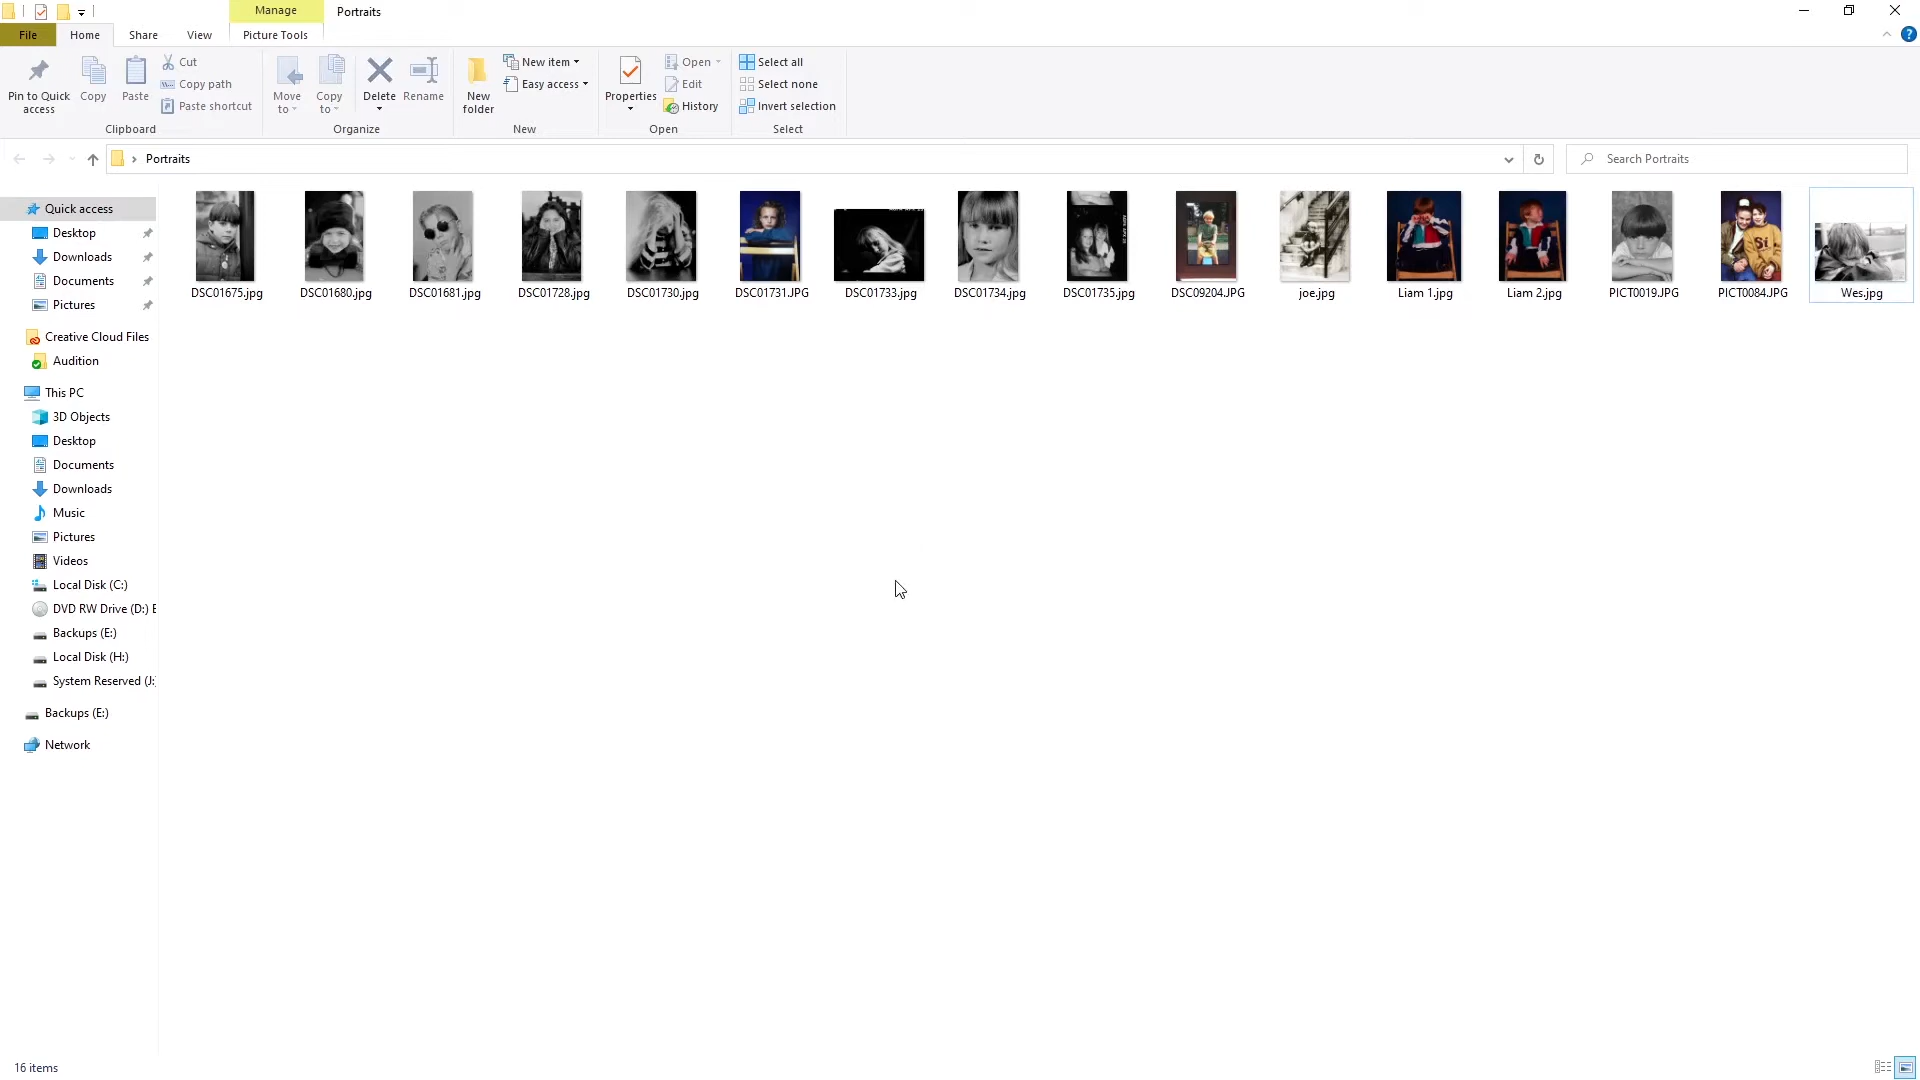 Manage
Portraits
File
Home
Share
View
Picture Tools
Pin to Quick access
Copy
Paste
Cut
Copy path
Paste shortcut
Clipboard
Move to
Copy to
Delete
Rename
Organize
New folder
New item
Easy access
New
Properties
Open
Edit
History
Open
Select all
Select none
Invert selection
Select
Portraits
Search Portraits
Quick access
Desktop
Downloads
Documents
Pictures
Creative Cloud Files
Audition
This PC
3D Objects
Desktop
Documents
Downloads
Music
Pictures
Videos
Local Disk (C:)
DVD RW Drive (D:) E
Backups (E:)
Local Disk (H:)
System Reserved (J:
Backups (E:)
Network
DSC01675.jpg
DSC01680.jpg
DSC01681.jpg
DSC01728.jpg
DSC01730.jpg
DSC01731.JPG
DSC01733.jpg
DSC01734.jpg
DSC01735.jpg
DSC09204.JPG
joe.jpg
Liam 1.jpg
Liam 2.jpg
PICT0019.JPG
PICT0084.JPG
Wes.jpg
Si
16 items